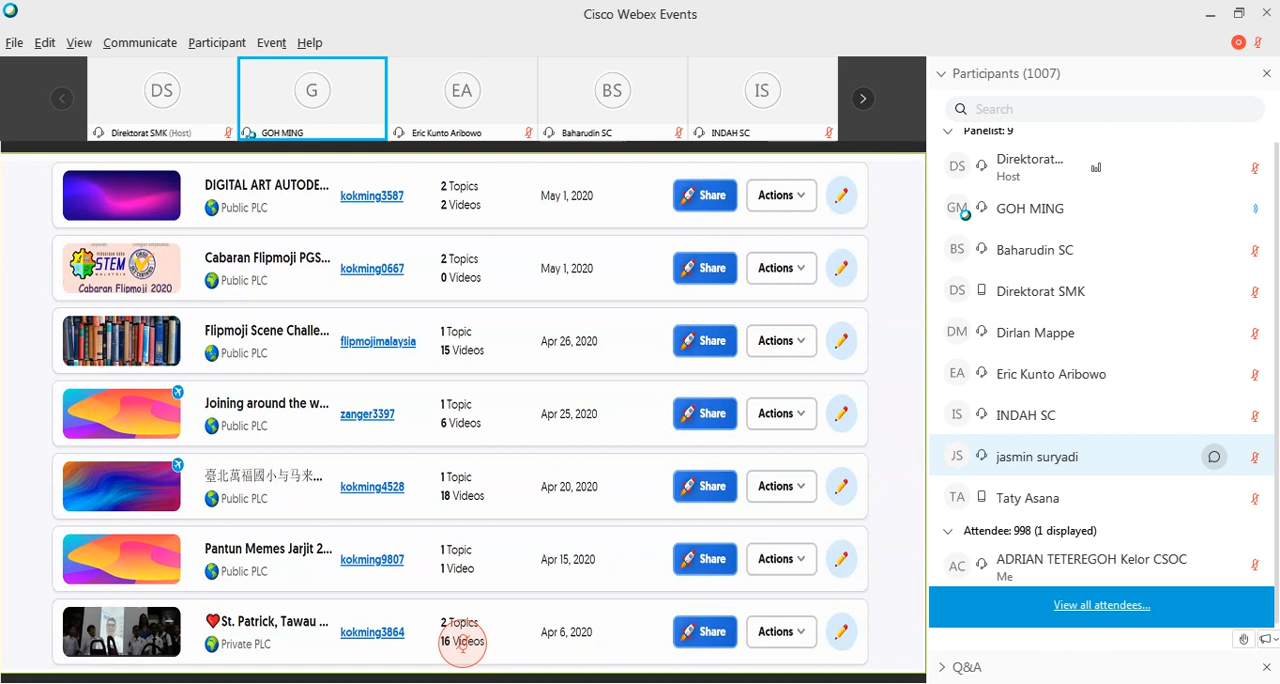 Cisco Webex Events
File Edit View Communicate Participant Event Help
DS G EA BS IS
Direktorat SMK (Host) GOH MING Eric Kunto Aribowo Baharudin SC INDAH SC
DIGITAL ART AUTODE...
Public PLC
kokming3587
2 Topics
2 Videos
May 1, 2020
Share
Actions
STEM
Cabaran Flipmoji 2020
Cabaran Flipmoji PGS...
Public PLC
kokming0667
2 Topics
0 Videos
May 1, 2020
Share
Actions
Flipmoji Scene Challe...
Public PLC
flipmojimalaysia
1 Topic
15 Videos
Apr 26, 2020
Share
Actions
Joining around the w...
Public PLC
zanger3397
1 Topic
6 Videos
Apr 25, 2020
Share
Actions
臺北萬福國小与马来...
Public PLC
kokming4528
1 Topic
18 Videos
Apr 20, 2020
Share
Actions
Pantun Memes Jarjit 2...
Public PLC
kokming9807
1 Topic
1 Video
Apr 15, 2020
Share
Actions
St. Patrick, Tawau ...
Private PLC
kokming3864
2 Topics
16 Videos
Apr 6, 2020
Share
Actions
Participants (1007)
Search
Panelist: 9
DS Direktorat...
Host
GM GOH MING
BS Baharudin SC
DS Direktorat SMK
DM Dirlan Mappe
EA Eric Kunto Aribowo
IS INDAH SC
JS jasmin suryadi
TA Taty Asana
Attendee: 998 (1 displayed)
AC ADRIAN TETEREGOH Kelor CSOC
Me
View all attendees...
Q&A